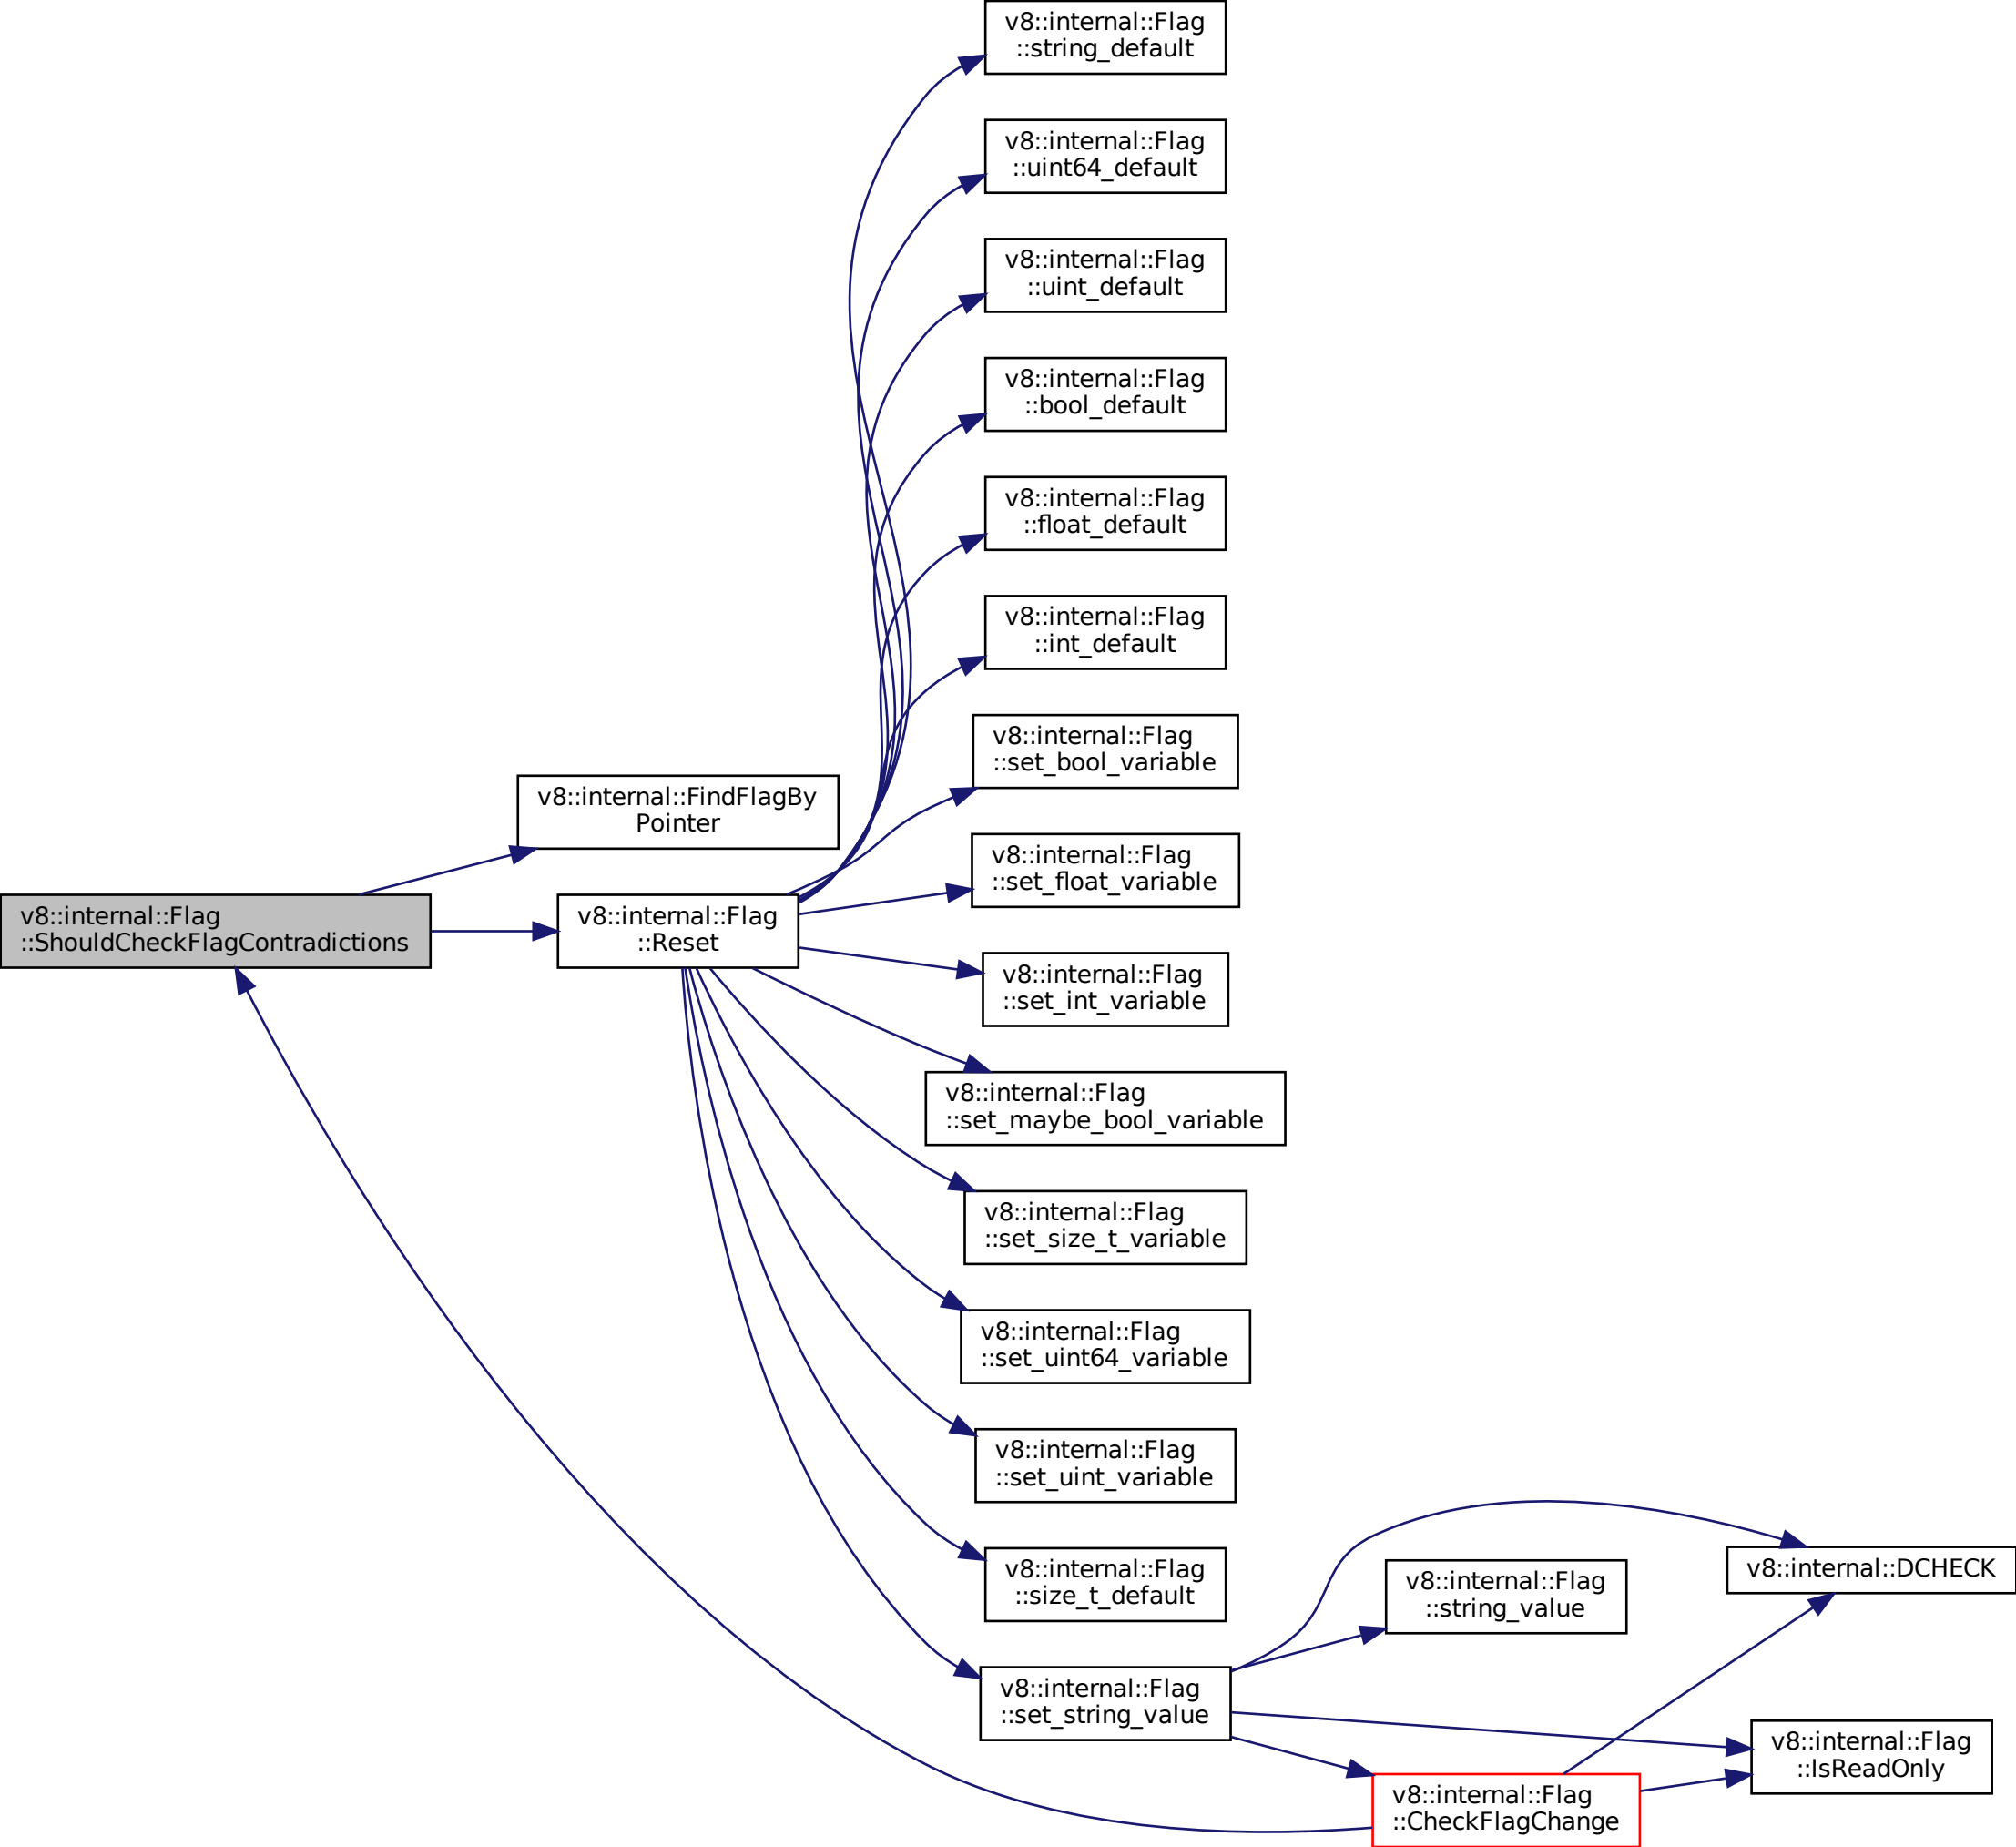 v8::internal::Flag
::string_default
v8::internal::Flag
::uint64_default
v8::internal::Flag
::uint_default
v8::internal::Flag
::bool_default
v8::internal::Flag
::float_default
v8::internal::Flag
::int_default
v8::internal::Flag
::set_bool_variable
v8::internal::FindFlagBy
Pointer
v8::internal::Flag
::set_float_variable
v8::internal::Flag
::ShouldCheckFlagContradictions
v8::internal::Flag
::Reset
v8::internal::Flag
::set_int_variable
v8::internal::Flag
::set_maybe_bool_variable
v8::internal::Flag
::set_size_t_variable
v8::internal::Flag
::set_uint64_variable
v8::internal::Flag
::set_uint_variable
v8::internal::Flag
::size_t_default
v8::internal::DCHECK
v8::internal::Flag
::string_value
v8::internal::Flag
::set_string_value
v8::internal::Flag
::IsReadOnly
v8::internal::Flag
::CheckFlagChange